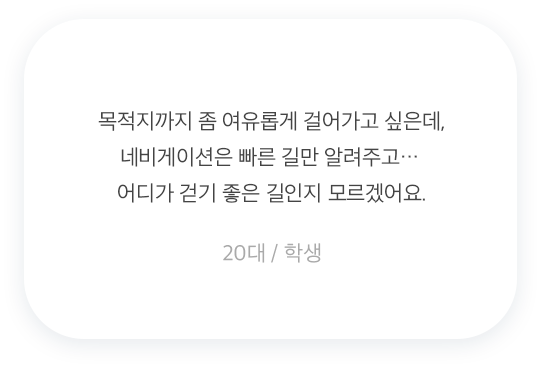 목적지까지 좀 여유롭게 걸어가고 싶은데,
네비게이션은 빠른 길만 알려주고…
어디가 걷기 좋은 길인지 모르겠어요.
20대 / 학생